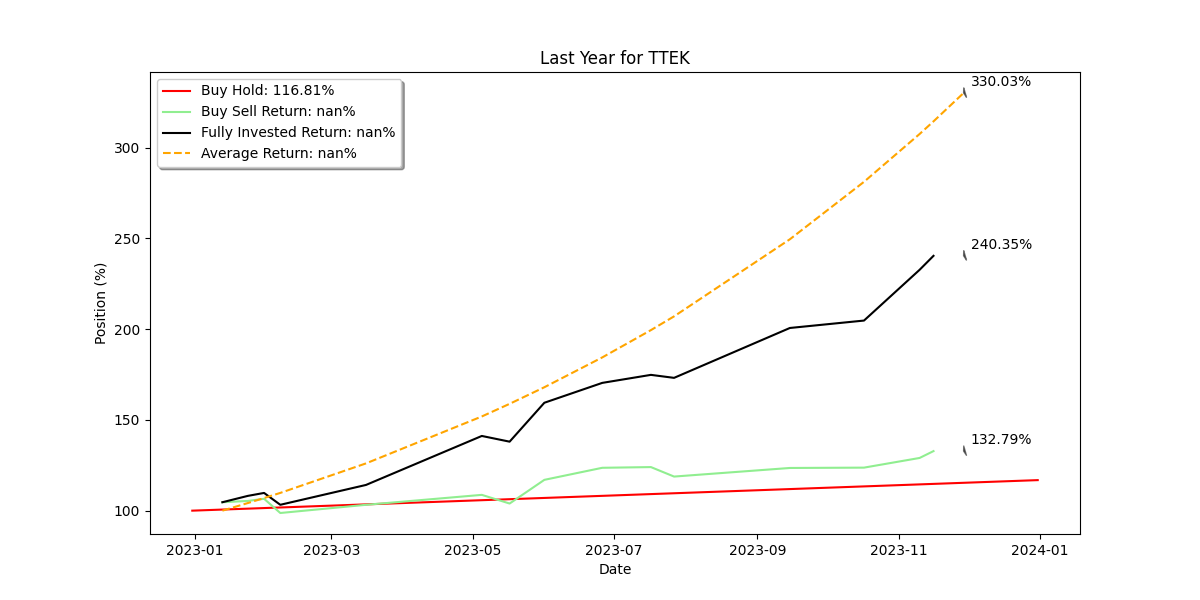 Last Year for TTEK
Buy Hold: 116.81%
Buy Sell Return: nan%
Fully Invested Return: nan%
Average Return: nan%
330.03%
240.35%
132.79%
Position (%)
300
250
200
150
100
2023-01
2023-03
2023-05
2023-07
2023-09
2023-11
2024-01
Date